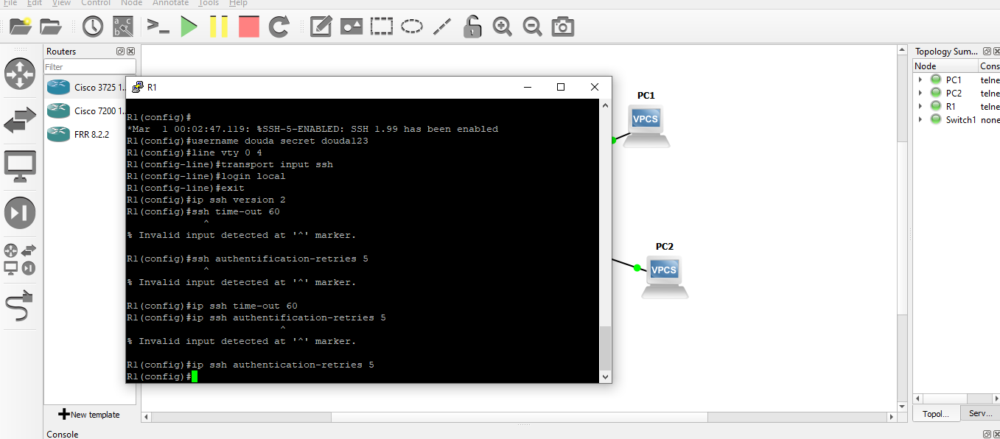 File Edit View Control Node Annotate Tools Help
Routers
Filter
Cisco 3725 1..
Cisco 7200 1..
FRR 8.2.2
New template
Console
R1
R1(config)#
*Mar  1 00:02:47.119: %SSH-5-ENABLED: SSH 1.99 has been enabled
R1(config)#username douda secret douda123
R1(config)#line vty 0 4
R1(config-line)#transport input ssh
R1(config-line)#login local
R1(config-line)#exit
R1(config)#ip ssh version 2
R1(config)#ssh time-out 60
^
% Invalid input detected at '^' marker.
R1(config)#ssh authentification-retries 5
^
% Invalid input detected at '^' marker.
R1(config)#ip ssh time-out 60
R1(config)#ip ssh authentification-retries 5
^
% Invalid input detected at '^' marker.
R1(config)#ip ssh authentication-retries 5
R1(config)#
PC1
VPCS
PC2
VPCS
Topology Sum...
Node Cons
PC1 telne
PC2 telne
R1 telne
Switch1 none
Topol... Serv...